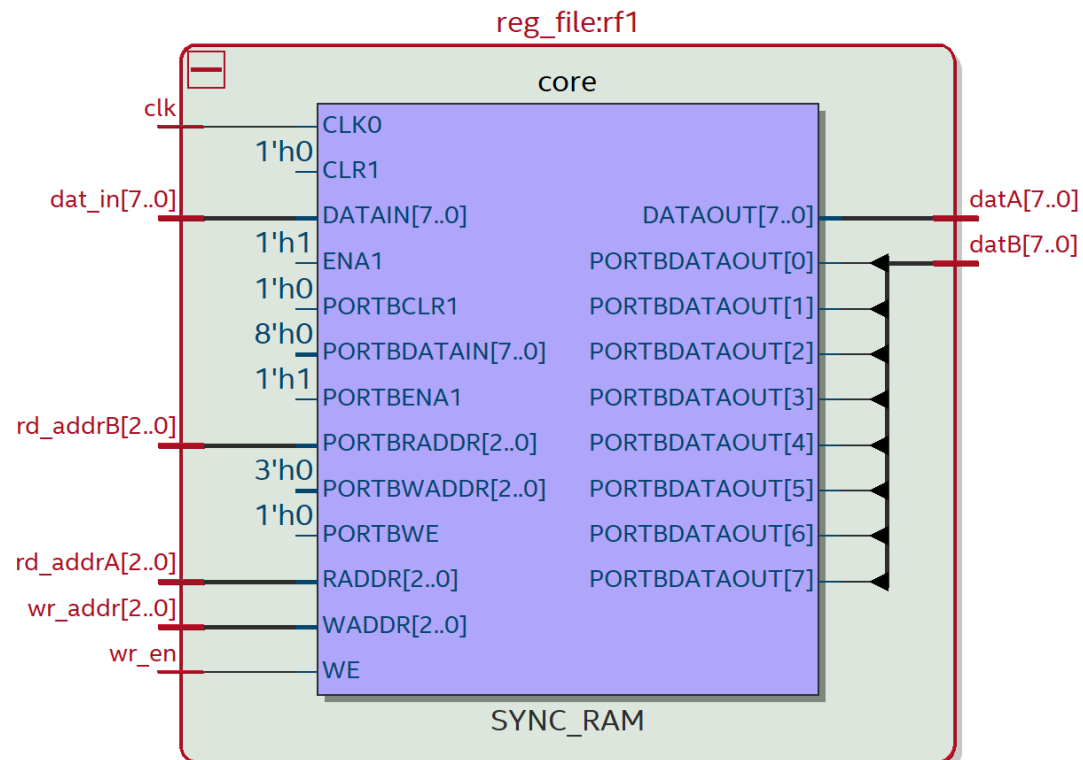 reg_file:rf1
core
clk
CLK0
1'h0
CLR1
dat_in[7..0]
DATAIN[7..0]
DATAOUT[7..0]
datA[7..0]
1'h1
ENA1
PORTBDATAOUT[0]
datB[7..0]
1'h0
PORTBCLR1
PORTBDATAOUT[1]
8'h0
PORTBDATAIN[7..0]
PORTBDATAOUT[2]
1'h1
PORTBENA1
PORTBDATAOUT[3]
rd_addrB[2..0]
PORTBRADDR[2..0]
PORTBDATAOUT[4]
3'h0
PORTBWADDR[2..0]
PORTBDATAOUT[5]
1'h0
PORTBWE
PORTBDATAOUT[6]
rd_addrA[2..0]
RADDR[2..0]
PORTBDATAOUT[7]
wr_addr[2..0]
WADDR[2..0]
wr_en
WE
SYNC_RAM